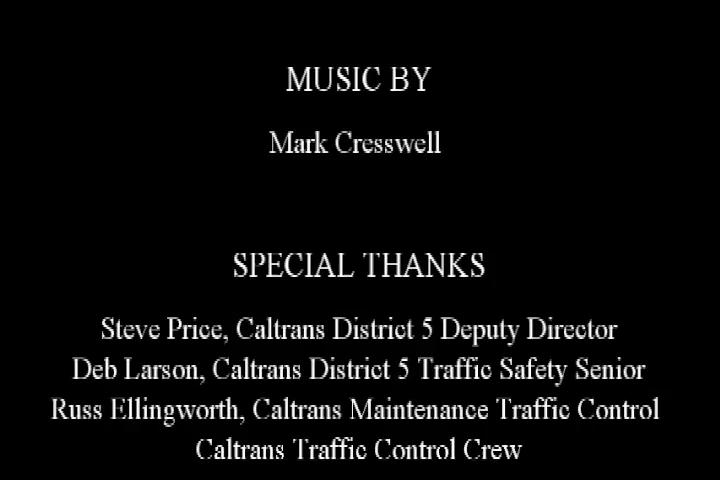 MUSIC BY
Mark Cresswell
SPECIAL THANKS
Steve Price, Caltrans District 5 Deputy Director
Deb Larson, Caltrans District 5 Traffic Safety Senior
Russ Ellingworth, Caltrans Maintenance Traffic Control
Caltrans Traffic Control Crew